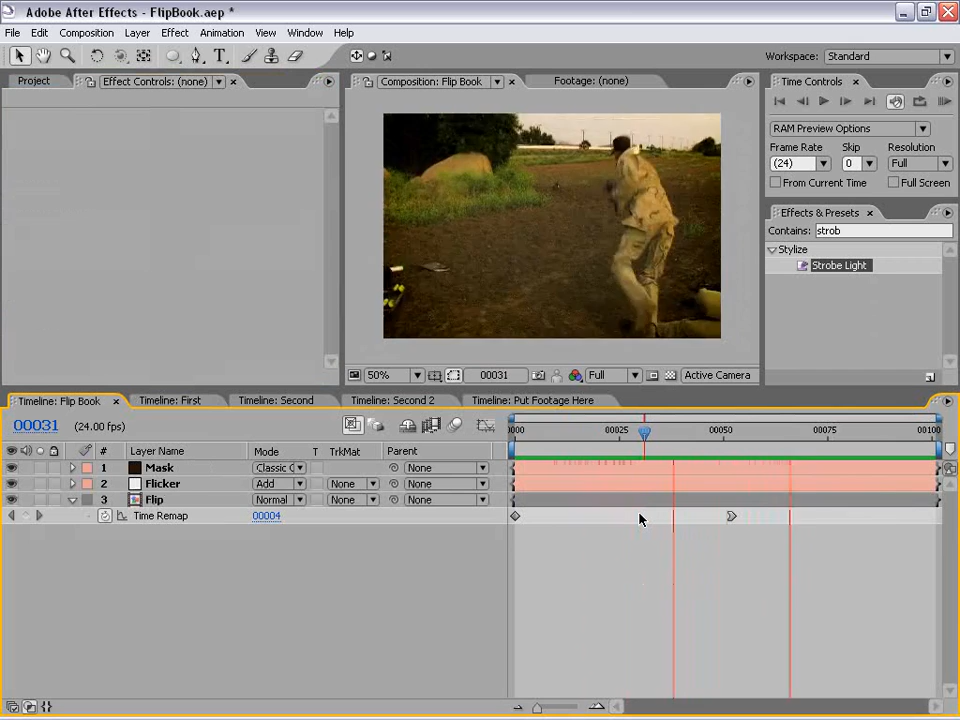 Adobe After Effects - FlipBook.aep *
File Edit Composition Layer Effect Animation View Window Help
Workspace: Standard
Project Effect Controls: (none)
Composition: Flip Book Footage: (none)
Time Controls
RAM Preview Options
Frame Rate Skip Resolution
(24) 0 Full
From Current Time Full Screen
Effects & Presets
Contains: strob
Stylize
Strobe Light
50% 00031 Full Active Camera
Timeline: Flip Book Timeline: First Timeline: Second Timeline: Second 2 Timeline: Put Footage Here
00031 (24.00 fps)
0000 00025 00050 00075 00100
# Layer Name Mode T TrkMat Parent
1 Mask Classic C None
2 Flicker Add None None
3 Flip Normal None None
Time Remap 00004